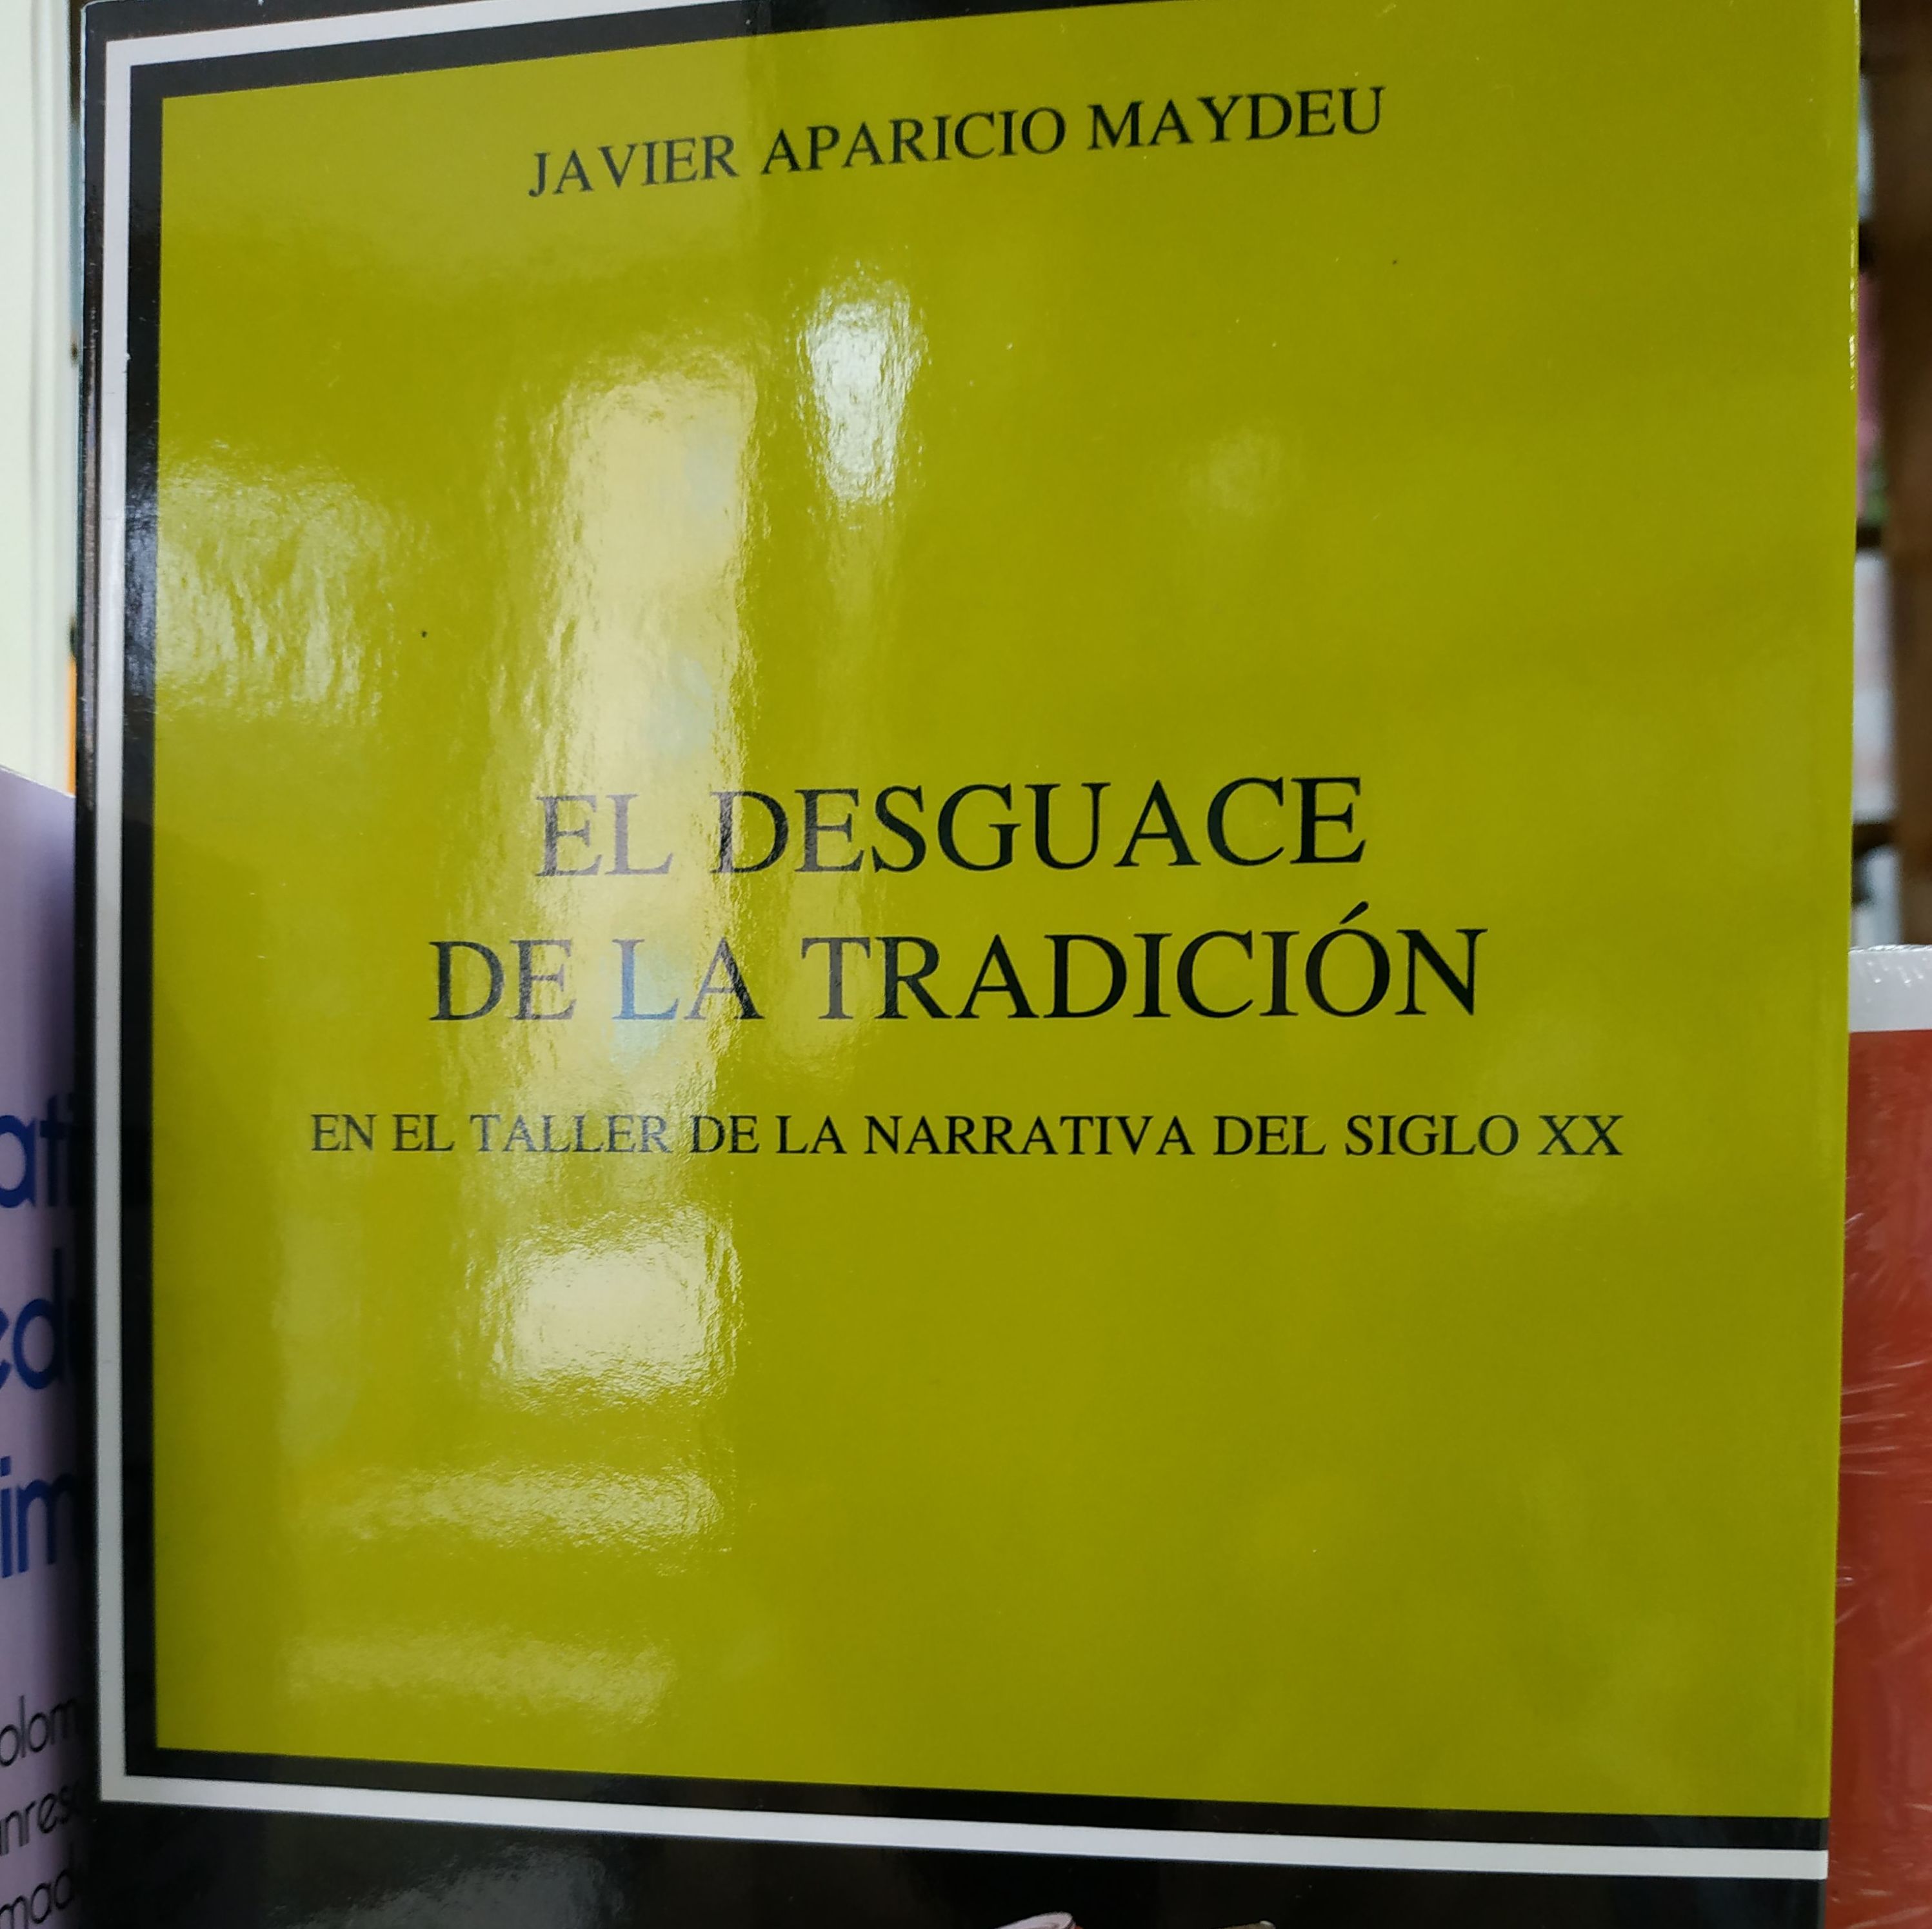 JAVIER APARICIO MAYDEU
EL DESGUACE
DE LA TRADICIÓN
EN EL TALLER DE LA NARRATIVA DEL SIGLO XX